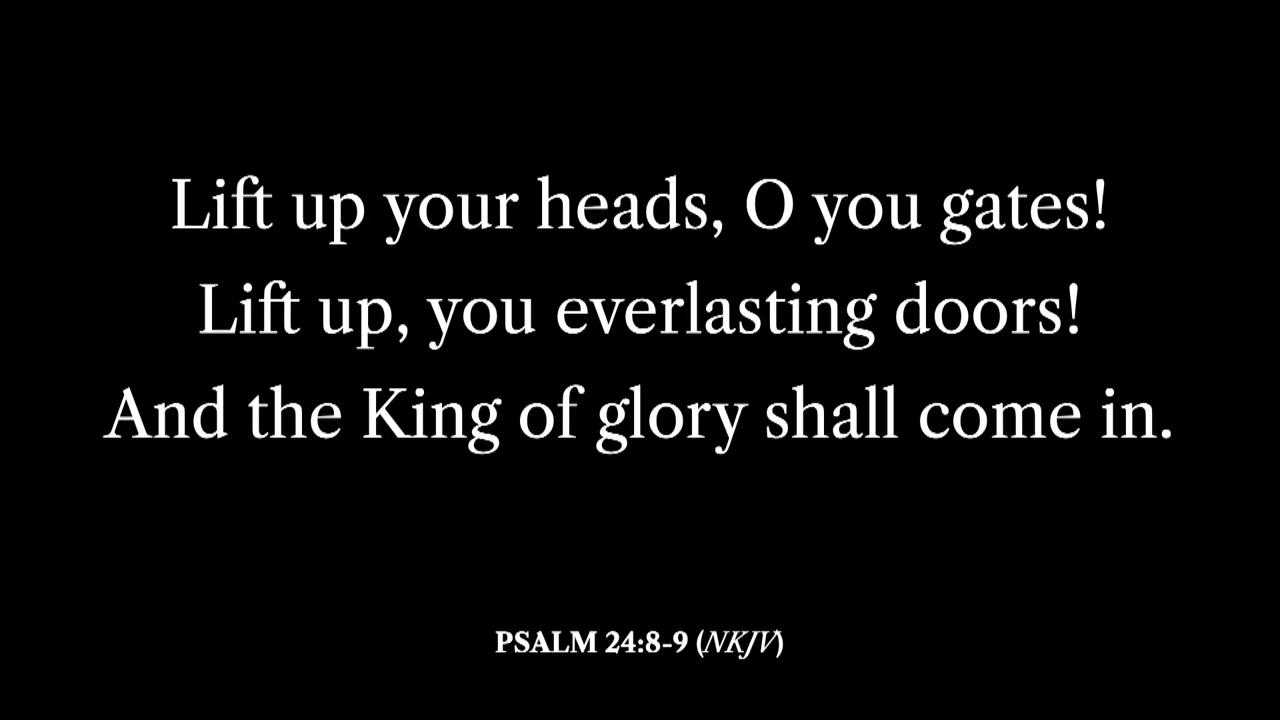 Lift up your heads, O you gates!
Lift up, you everlasting doors!
And the King of glory shall come in.
PSALM 24:8-9 (NKJV)